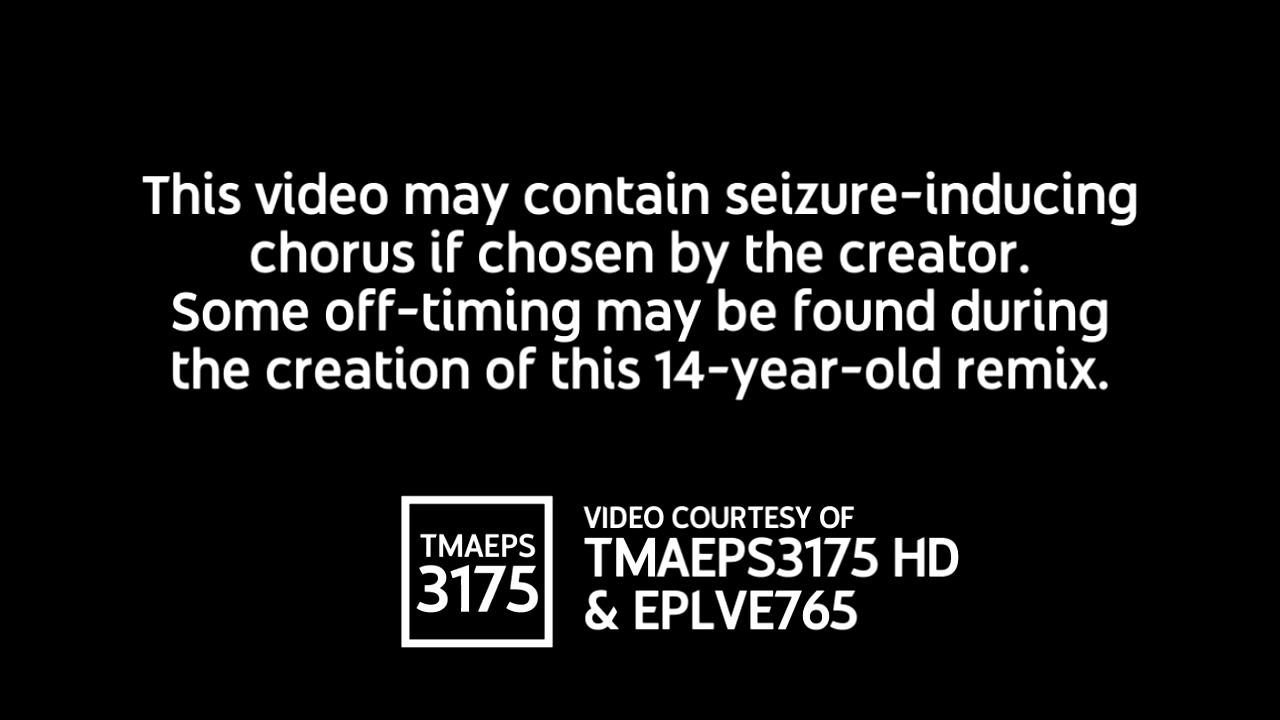 This video may contain seizure-inducing
chorus if chosen by the creator.
Some off-timing may be found during
the creation of this 14-year-old remix.
TMAEPS
3175
VIDEO COURTESY OF
TMAEPS3175 HD
& EPLVE765